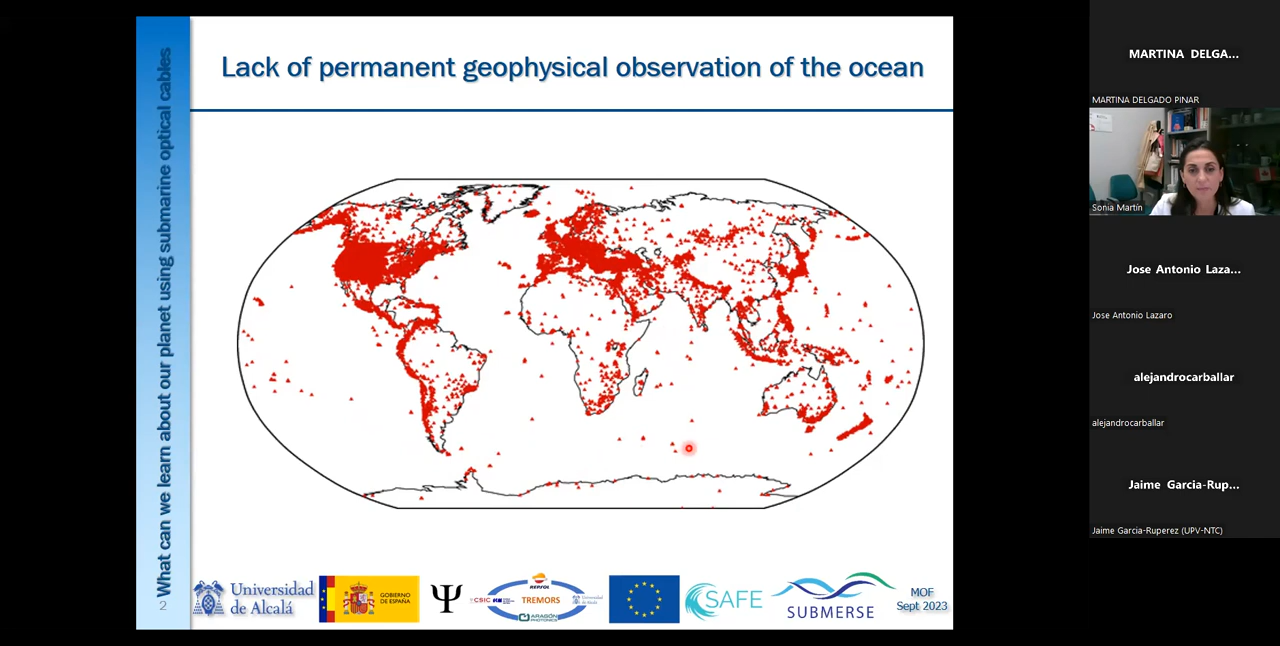 Lack of permanent geophysical observation of the ocean
What can we learn about our planet using submarine optical cables
2
Universidad
de Alcalá
GOBIERNO
DE ESPAÑA
Ψ
REPSOL
CSIC
TREMORS
ARAGÓN
PHOTONICS
SAFE
SUBMERSE
MOF
Sept 2023
MARTINA DELGA...
MARTINA DELGADO PINAR
Sonia Martín
Jose Antonio Laza...
Jose Antonio Lazaro
alejandrocarballar
alejandrocarballar
Jaime Garcia-Rup...
Jaime Garcia-Ruperez (UPV-NTC)